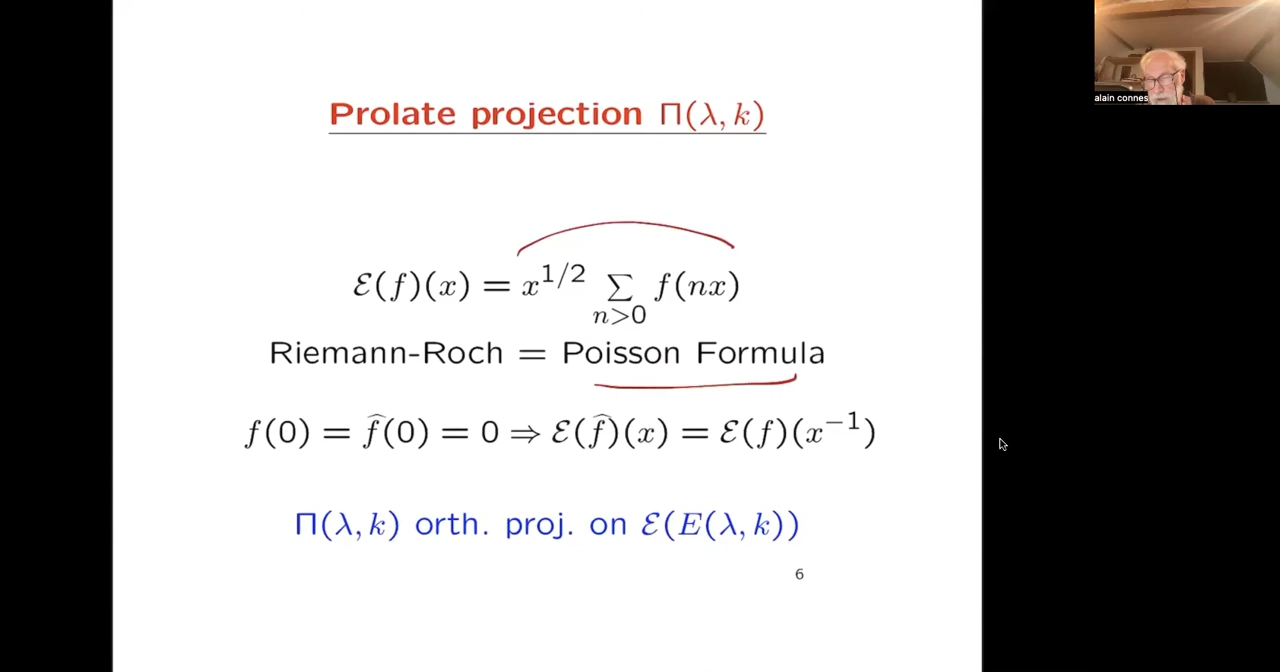 Prolate projection Π(λ, k)
alain connes
ℰ(f)(x) = x^{1/2} ∑_{n>0} f(nx)
Riemann-Roch = Poisson Formula
f(0) = f̂(0) = 0 ⇒ ℰ(f̂)(x) = ℰ(f)(x^{−1})
Π(λ, k) orth. proj. on ℰ(E(λ, k))
6